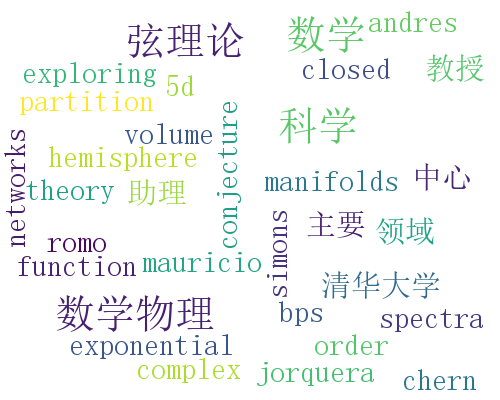 弦理论
数学
andres
exploring
5d
closed
教授
partition
volume
conjecture
科学
networks
hemisphere
theory
助理
manifolds
中心
simons
主要
领域
romo
function
mauricio
清华大学
数学物理
bps
spectra
exponential
order
complex
jorquera
chern